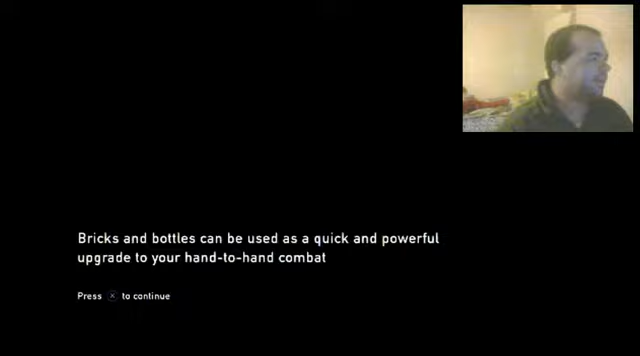 Bricks and bottles can be used as a quick and powerful
upgrade to your hand-to-hand combat
Press X to continue